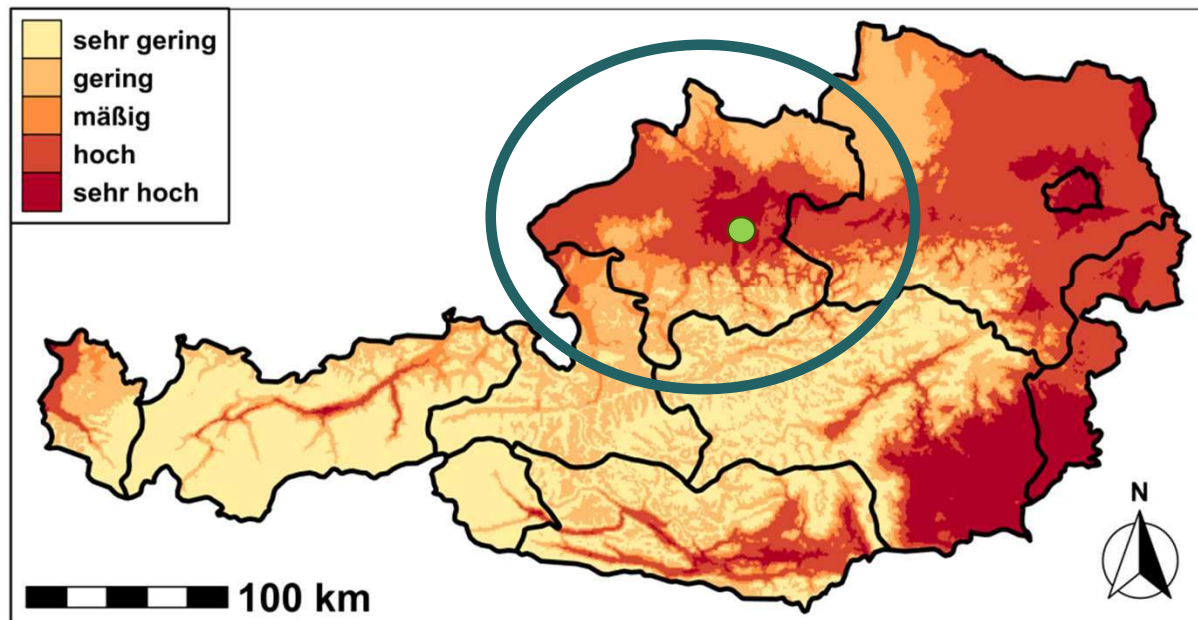 sehr gering
gering
mäßig
hoch
sehr hoch
N
100 km